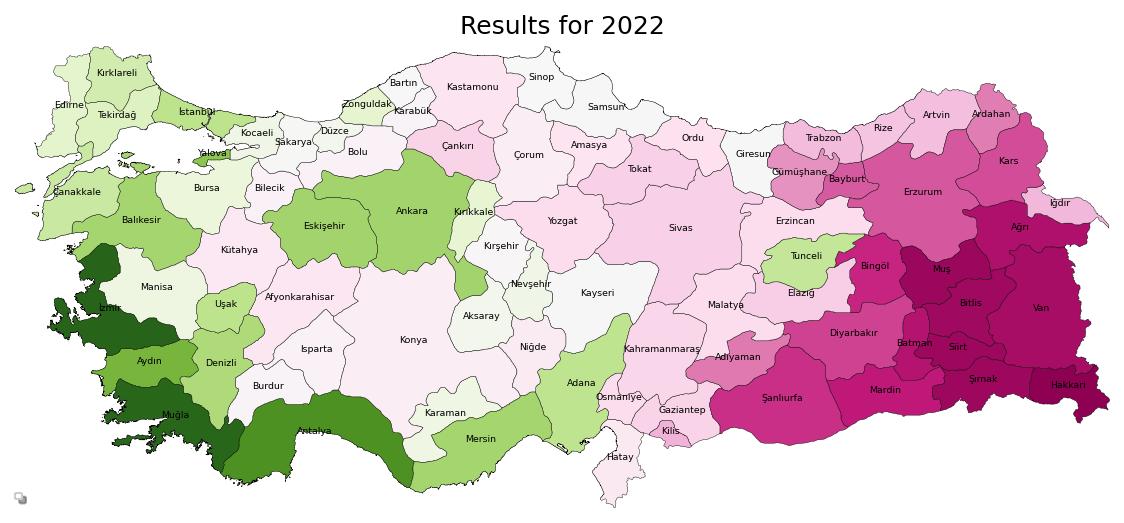 Results for 2022
Kırklareli
Edirne
Tekirdağ
İstanbul
Kocaeli
Yalova
Sakarya
Düzce
Zonguldak
Bartın
Karabük
Kastamonu
Sinop
Samsun
Bolu
Çankırı
Çorum
Amasya
Ordu
Tokat
Giresun
Trabzon
Gümüşhane
Rize
Bayburt
Artvin
Ardahan
Kars
Erzurum
Iğdır
Ağrı
Çanakkale
Balıkesir
Bursa
Bilecik
Eskişehir
Ankara
Kırıkkale
Yozgat
Sivas
Erzincan
Tunceli
Bingöl
Muş
Kütahya
Kırşehir
Manisa
İzmir
Uşak
Afyonkarahisar
Nevşehir
Kayseri
Malatya
Elazığ
Bitlis
Van
Aksaray
Konya
Isparta
Niğde
Kahramanmaraş
Adıyaman
Diyarbakır
Batman
Siirt
Aydın
Denizli
Burdur
Adana
Osmaniye
Gaziantep
Şanlıurfa
Mardin
Şırnak
Hakkari
Muğla
Antalya
Karaman
Mersin
Kilis
Hatay